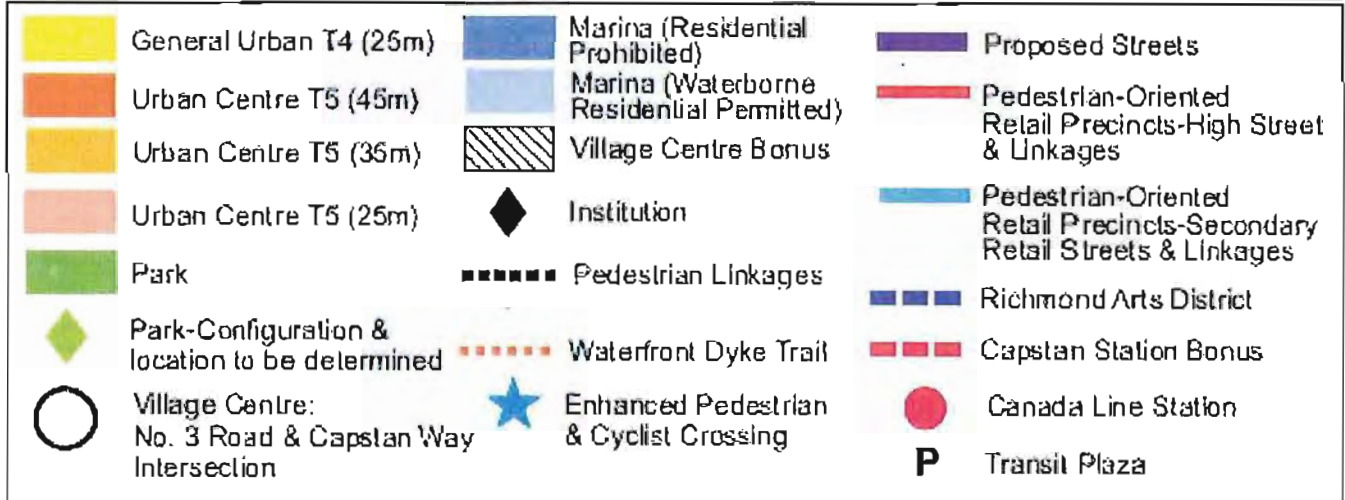 General Urban T4 (25m)
Urban Centre T5 (45m)
Urban Centre T5 (35m)
Urban Centre T5 (25m)
Park
Park-Configuration &
location to be determined
Village Centre:
No. 3 Road & Capstan Way
Intersection
Marina (Residential
Prohibited)
Marina (Waterborne
Residential Permitted)
Village Centre Bonus
Institution
Pedestrian Linkages
Waterfront Dyke Trail
Enhanced Pedestrian
& Cyclist Crossing
Proposed Streets
Pedestrian-Oriented
Retail Precincts-High Street
& Linkages
Pedestrian-Oriented
Retail Precincts-Secondary
Retail Streets & Linkages
Richmond Arts District
Capstan Station Bonus
Canada Line Station
P Transit Plaza